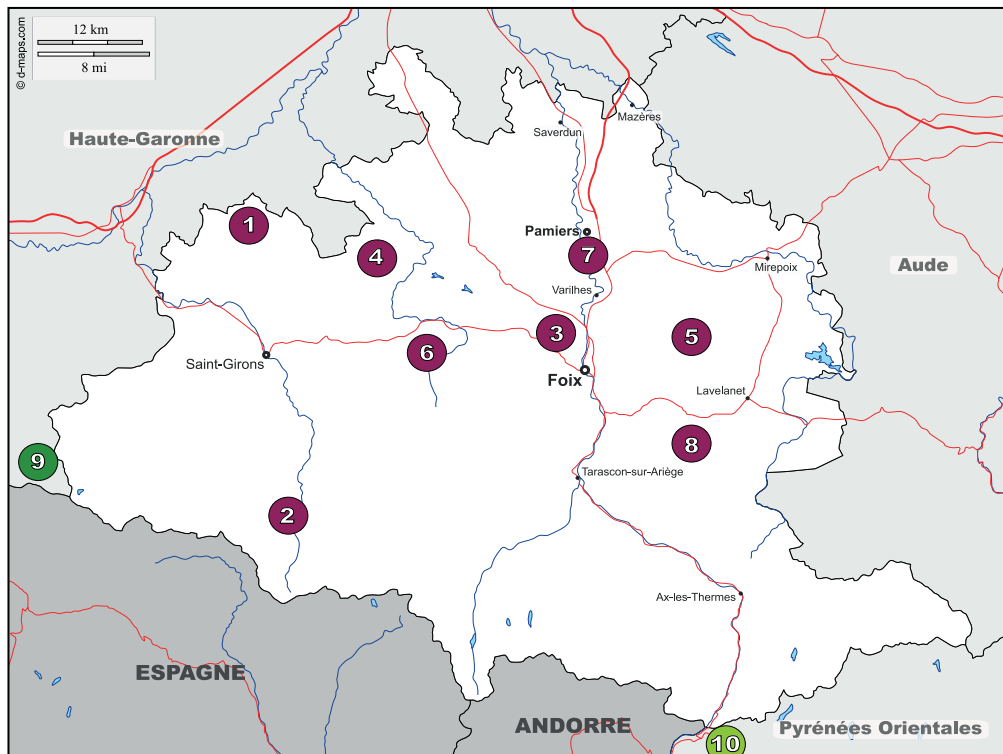 12 km
8 mi
© d-maps.com
Haute-Garonne
Saverdun
Mazères
1
Pamiers
4
7
Mirepoix
Aude
Varilhes
3
5
6
Saint-Girons
Foix
Lavelanet
8
9
Tarascon-sur-Ariège
2
Ax-les-Thermes
ESPAGNE
ANDORRE
Pyrénées Orientales
10